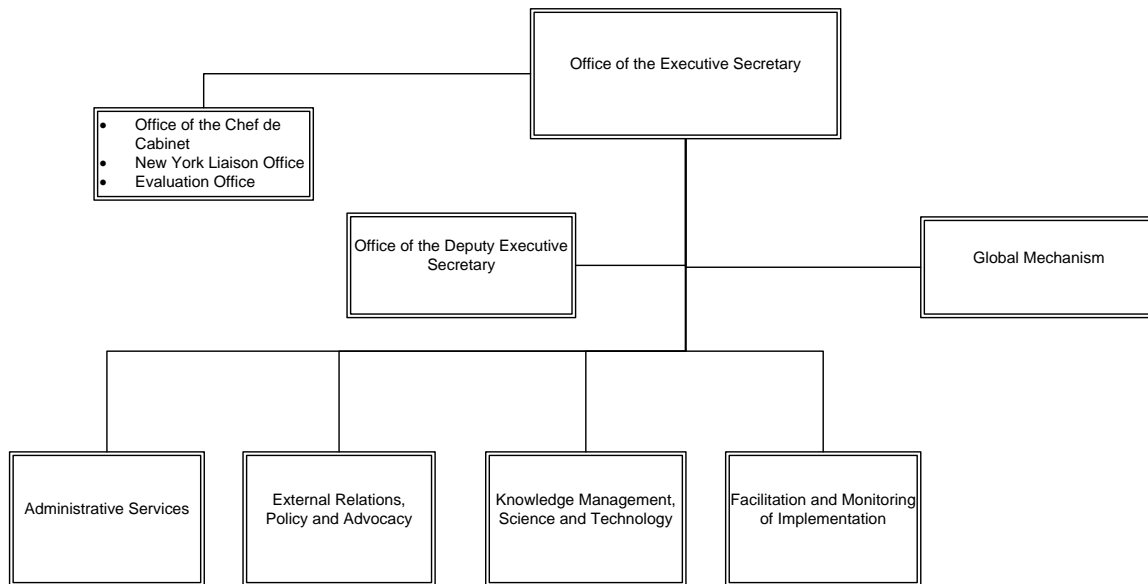 Office of the Executive Secretary
• Office of the Chef de
Cabinet
• New York Liaison Office
• Evaluation Office
Office of the Deputy Executive
Secretary
Global Mechanism
Administrative Services
External Relations,
Policy and Advocacy
Knowledge Management,
Science and Technology
Facilitation and Monitoring
of Implementation